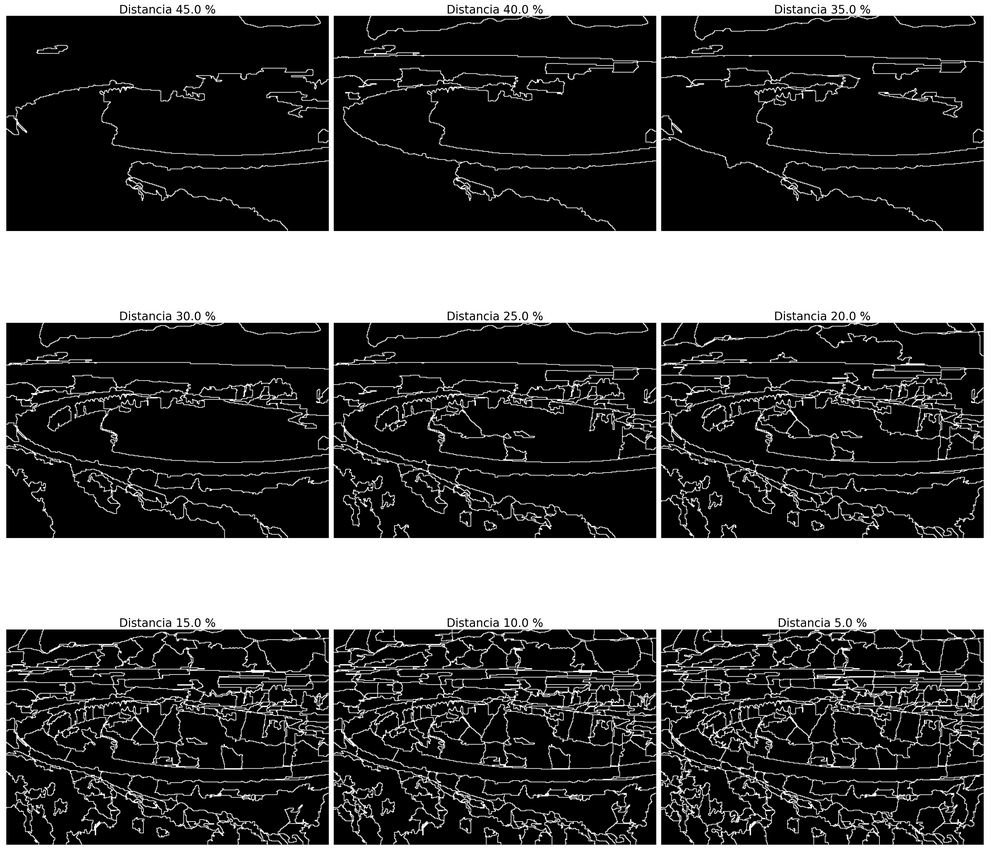 Distancia 45.0 %
Distancia 40.0 %
Distancia 35.0 %
Distancia 30.0 %
Distancia 25.0 %
Distancia 20.0 %
Distancia 15.0 %
Distancia 10.0 %
Distancia 5.0 %